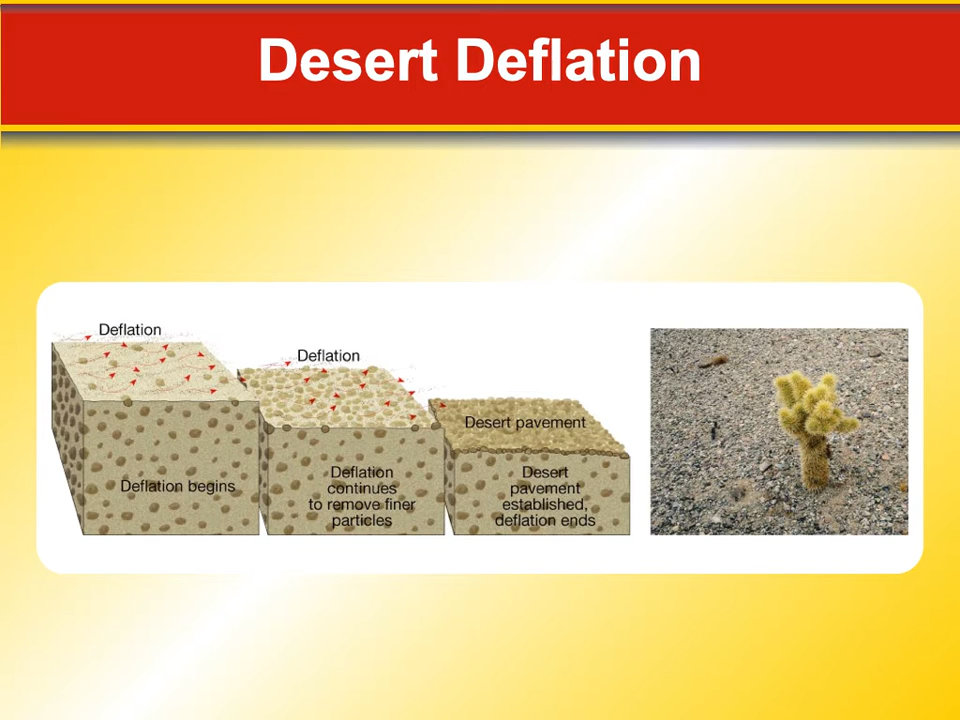 Desert Deflation
Deflation
Deflation
Desert pavement
Deflation begins
Deflation
continues
to remove finer
particles
Desert
pavement
established,
deflation ends